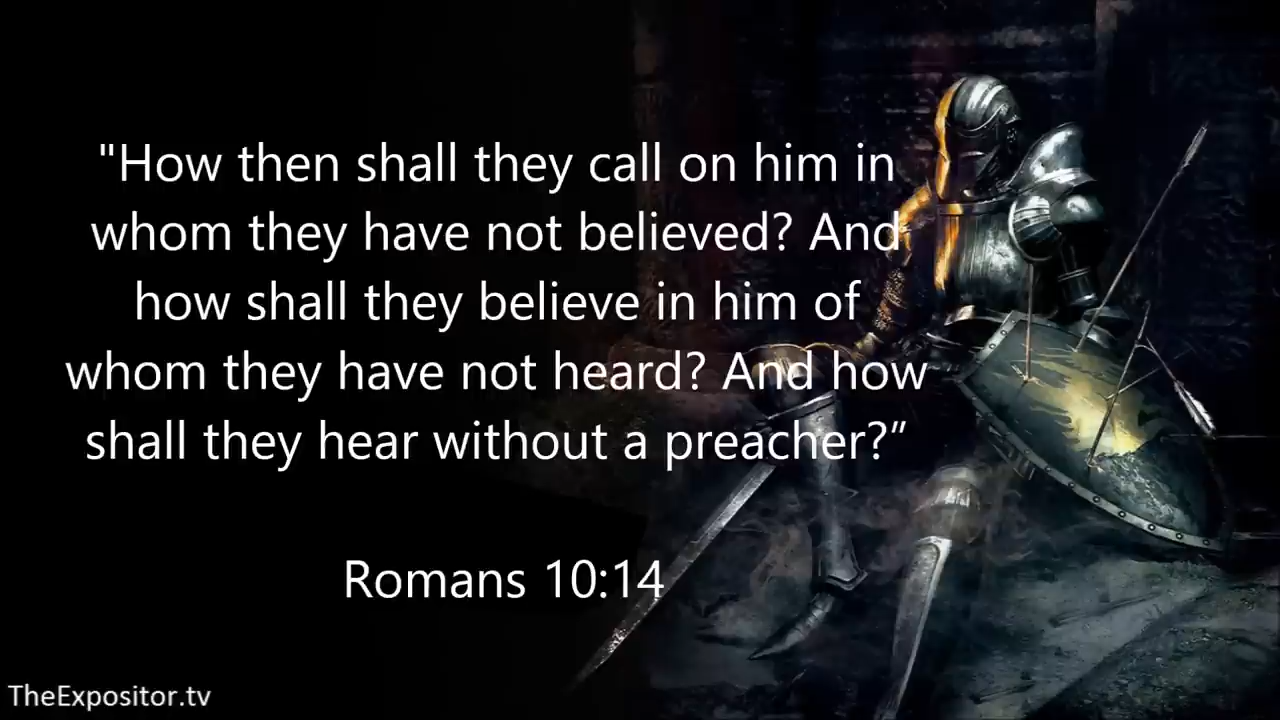 "How then shall they call on him in
whom they have not believed? And
how shall they believe in him of
whom they have not heard? And how
shall they hear without a preacher?”
Romans 10:14
TheExpositor.tv